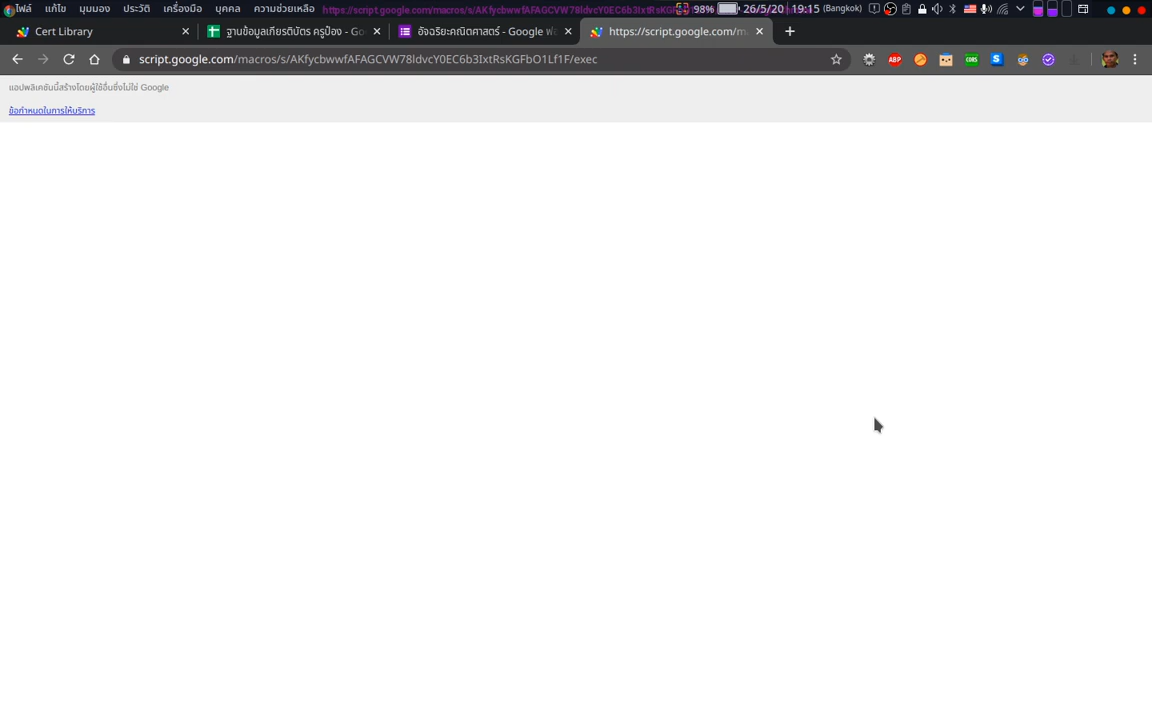 ไฟล์ แก้ไข มุมมอง ประวัติ เครื่องมือ บุคคล ความช่วยเหลือ 98% 26/5/20 19:15 (Bangkok)
Cert Library
ฐานข้อมูลเกียรติบัตร ครูป๊อง - Go
อัจฉริยะคณิตศาสตร์ - Google ฟอ
https://script.google.com/ma
script.google.com/macros/s/AKfycbwwfAFAGCVW78ldvcY0EC6b3IxtRsKGFbO1Lf1F/exec
ABP
CORS
S
แอปพลิเคชันนี้สร้างโดยผู้ใช้อื่นซึ่งไม่ใช่ Google
ข้อกำหนดในการให้บริการ